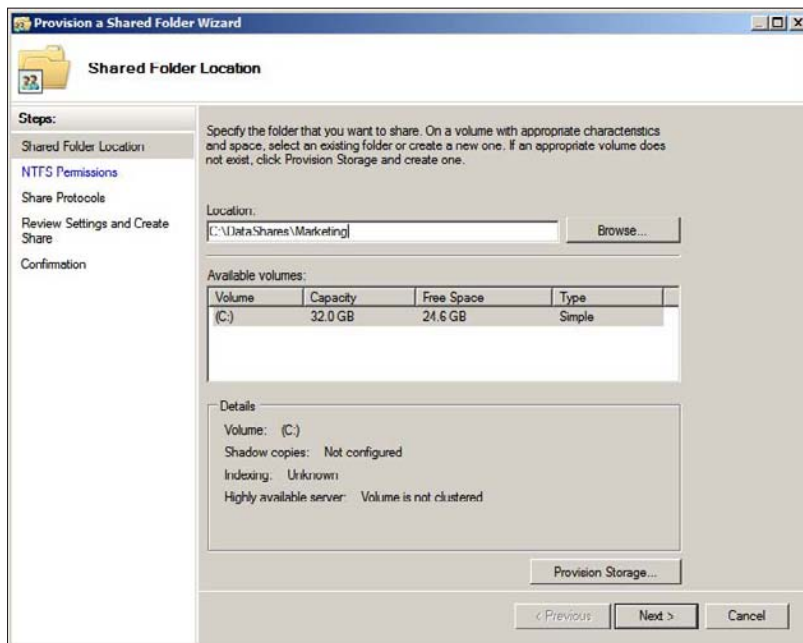 Provision a Shared Folder Wizard
Shared Folder Location
Steps:
Shared Folder Location
NTFS Permissions
Share Protocols
Review Settings and Create
Share
Confirmation
Specify the folder that you want to share. On a volume with appropriate characteristics
and space, select an existing folder or create a new one. If an appropriate volume does
not exist, click Provision Storage and create one.
Location:
C:\DataShares\Marketing
Browse...
Available volumes:
Volume Capacity Free Space Type
(C:) 32.0 GB 24.6 GB Simple
Details
Volume: (C:)
Shadow copies: Not configured
Indexing: Unknown
Highly available server: Volume is not clustered
Provision Storage...
< Previous Next > Cancel